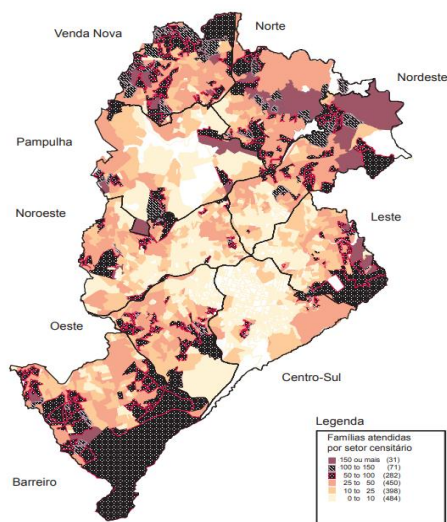 Venda Nova
Norte
Nordeste
Pampulha
Noroeste
Leste
Oeste
Centro-Sul
Barreiro
Legenda
Famílias atendidas
por setor censitário
150 ou mais (31)
100 to 150 (71)
50 to 100 (282)
25 to 50 (450)
10 to 25 (398)
0 to 10 (484)